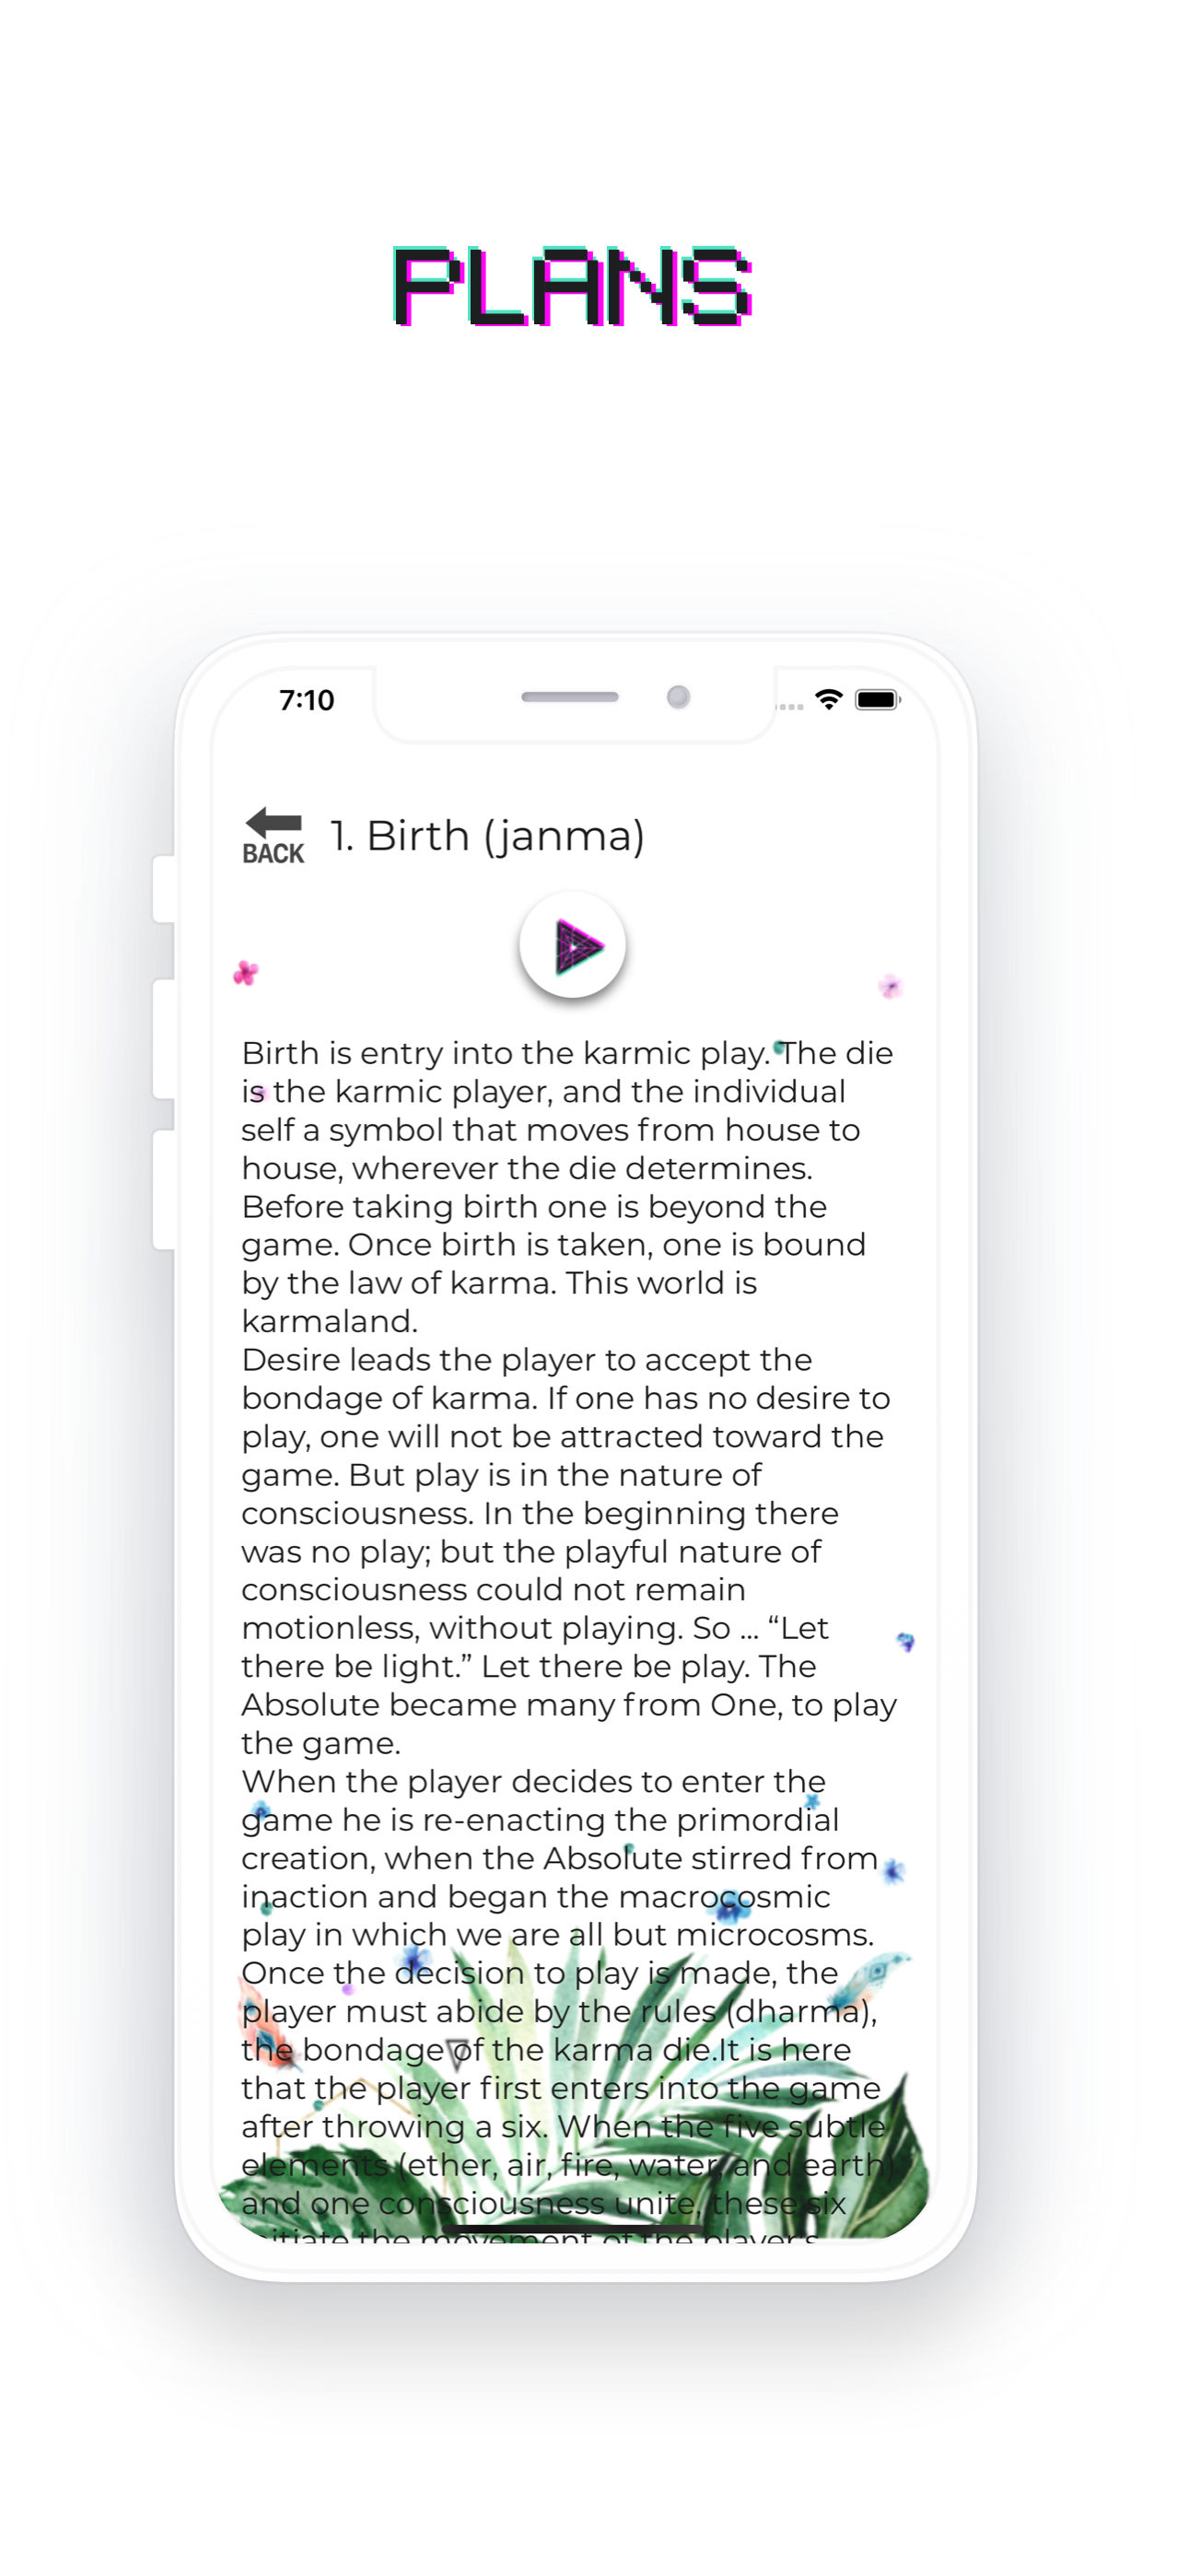 PLANS
7:10
BACK
1. Birth (janma)
Birth is entry into the karmic play. The die
is the karmic player, and the individual
self a symbol that moves from house to
house, wherever the die determines.
Before taking birth one is beyond the
game. Once birth is taken, one is bound
by the law of karma. This world is
karmaland.
Desire leads the player to accept the
bondage of karma. If one has no desire to
play, one will not be attracted toward the
game. But play is in the nature of
consciousness. In the beginning there
was no play; but the playful nature of
consciousness could not remain
motionless, without playing. So ... “Let
there be light.” Let there be play. The
Absolute became many from One, to play
the game.
When the player decides to enter the
game he is re-enacting the primordial
creation, when the Absolute stirred from
inaction and began the macrocosmic
play in which we are all but microcosms.
Once the decision to play is made, the
player must abide by the rules (dharma),
the bondage of the karma die.It is here
that the player first enters into the game
after throwing a six. When the five subtle
elements (ether, air, fire, water, and earth)
and one consciousness unite, these six
the movement of the player's